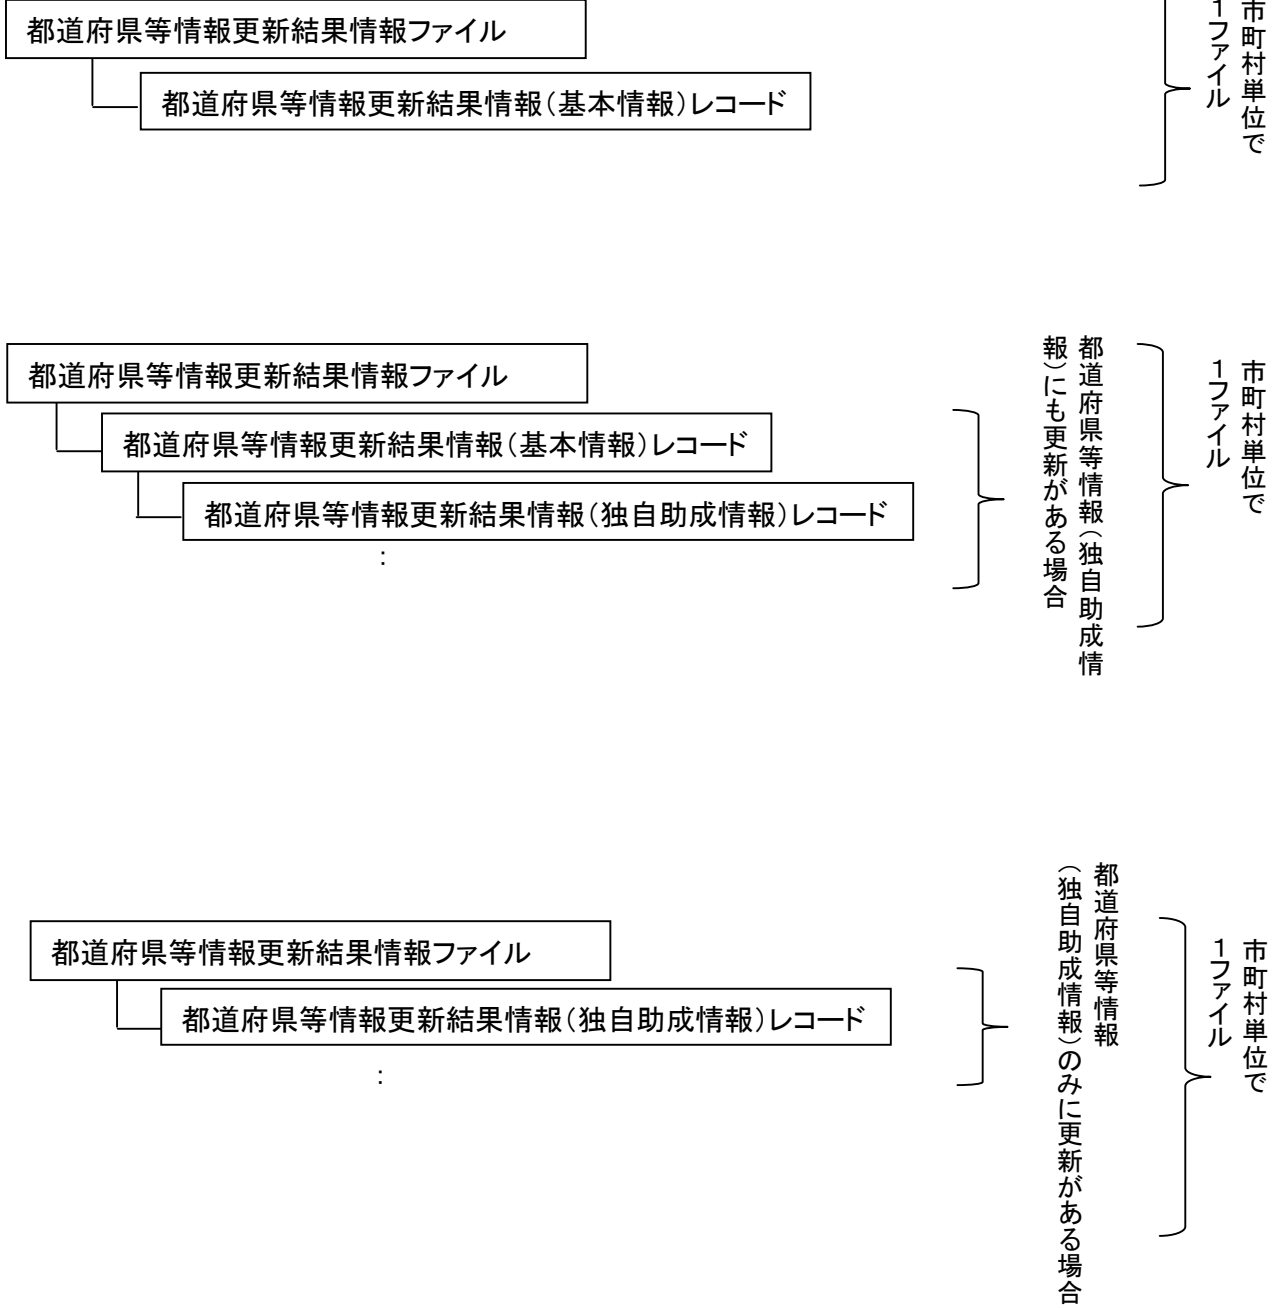 都道府県等情報更新結果情報ファイル
都道府県等情報更新結果情報（基本情報）レコード
市町村単位で
１ファイル
都道府県等情報更新結果情報ファイル
都道府県等情報更新結果情報（基本情報）レコード
都道府県等情報更新結果情報（独自助成情報）レコード
：
都道府県等情報（独自助成情
報）にも更新がある場合
市町村単位で
１ファイル
都道府県等情報更新結果情報ファイル
都道府県等情報更新結果情報（独自助成情報）レコード
：
都道府県等情報
（独自助成情報）のみに更新がある場合
市町村単位で
１ファイル